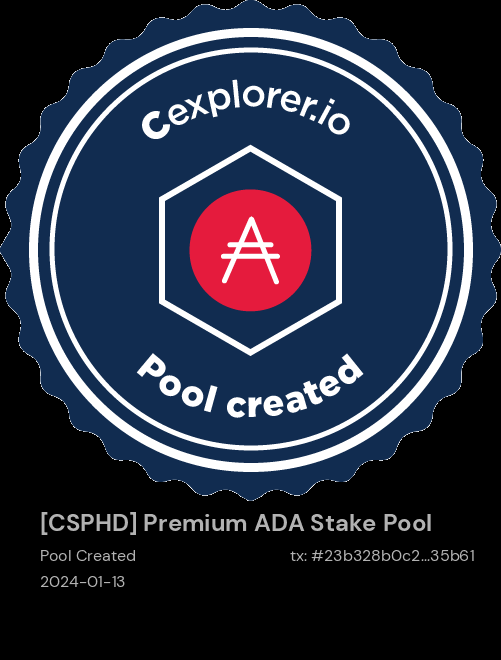 cexplorer.io
Pool created
[CSPHD] Premium ADA Stake Pool
Pool Created
tx: #23b328b0c2...35b61
2024-01-13